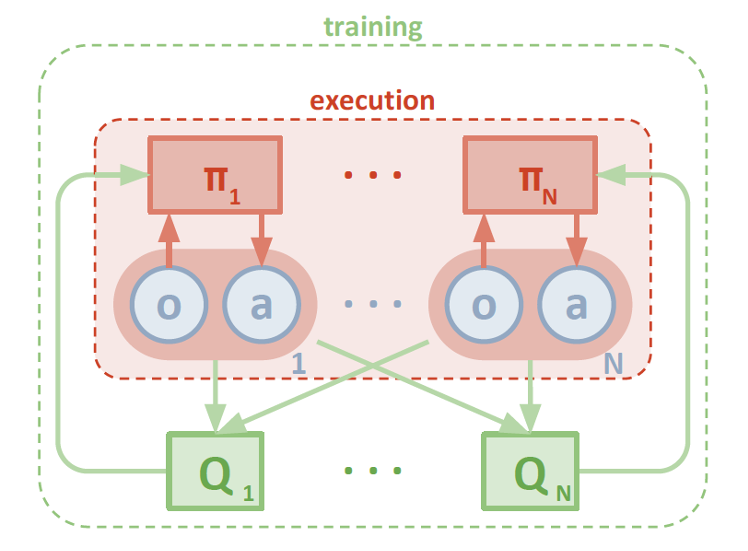 training
execution
π1 . . . πN
o a . . . o a
1 N
Q1 . . . QN